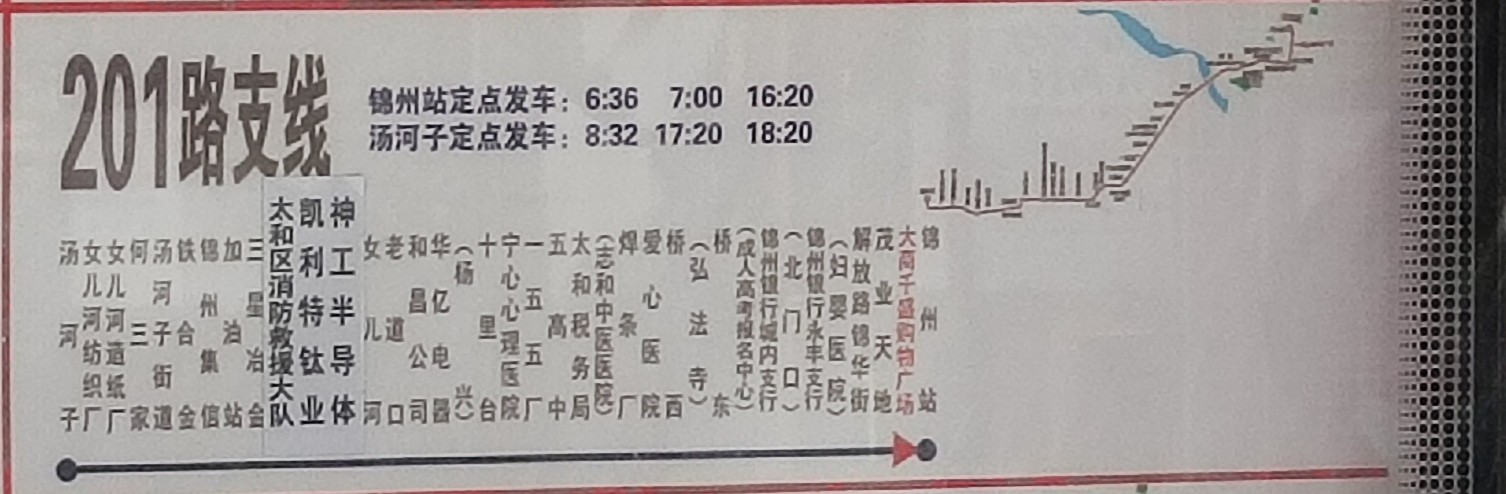 201路支线
锦州站定点发车：6:36 7:00 16:20
汤河子定点发车：8:32 17:20 18:20
汤河子
女儿河纺织厂
女儿河造纸厂
何三家
汤河子街道
铁合金
锦州集信
加油站
三星冶金
太和区消防救援大队
凯利特钛业
神工半导体
女儿河
老道口
和昌公司
华亿电器
（杨兴）
十里台
宁心心理医院
一五五厂
五高中
太和税务局
（志和中医医院）
焊条厂
爱心医院
桥西
（弘法寺）
桥东
（成人高考报名中心）
锦州银行城内支行
（北门口）
锦州银行永丰支行
（妇婴医院）
解放路锦华街
茂业天地
大商千盛购物广场
锦州站